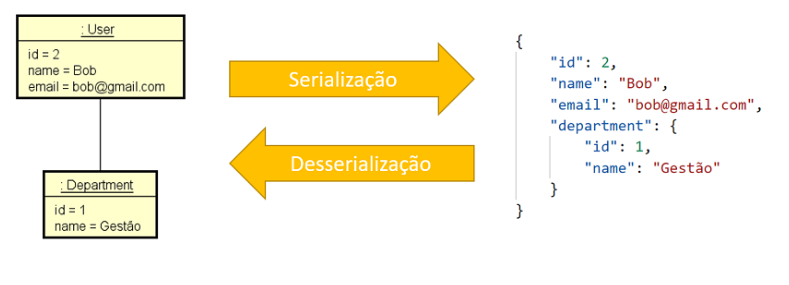 : User
id = 2
name = Bob
email = bob@gmail.com
: Department
id = 1
name = Gestão
Serialização
Desserialização
{
"id": 2,
"name": "Bob",
"email": "bob@gmail.com",
"department": {
"id": 1,
"name": "Gestão"
}
}